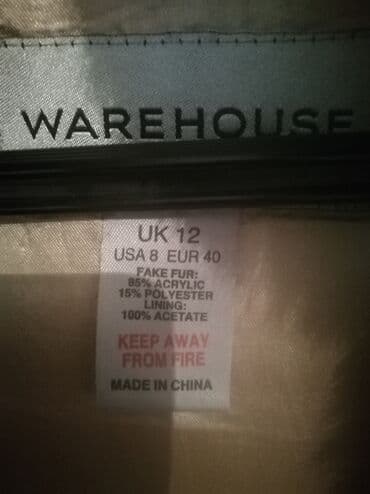 WAREHOUSE
UK 12
USA 8 EUR 40
FAKE FUR:
85% ACRYLIC
15% POLYESTER
LINING:
100% ACETATE
KEEP AWAY
FROM FIRE
MADE IN CHINA